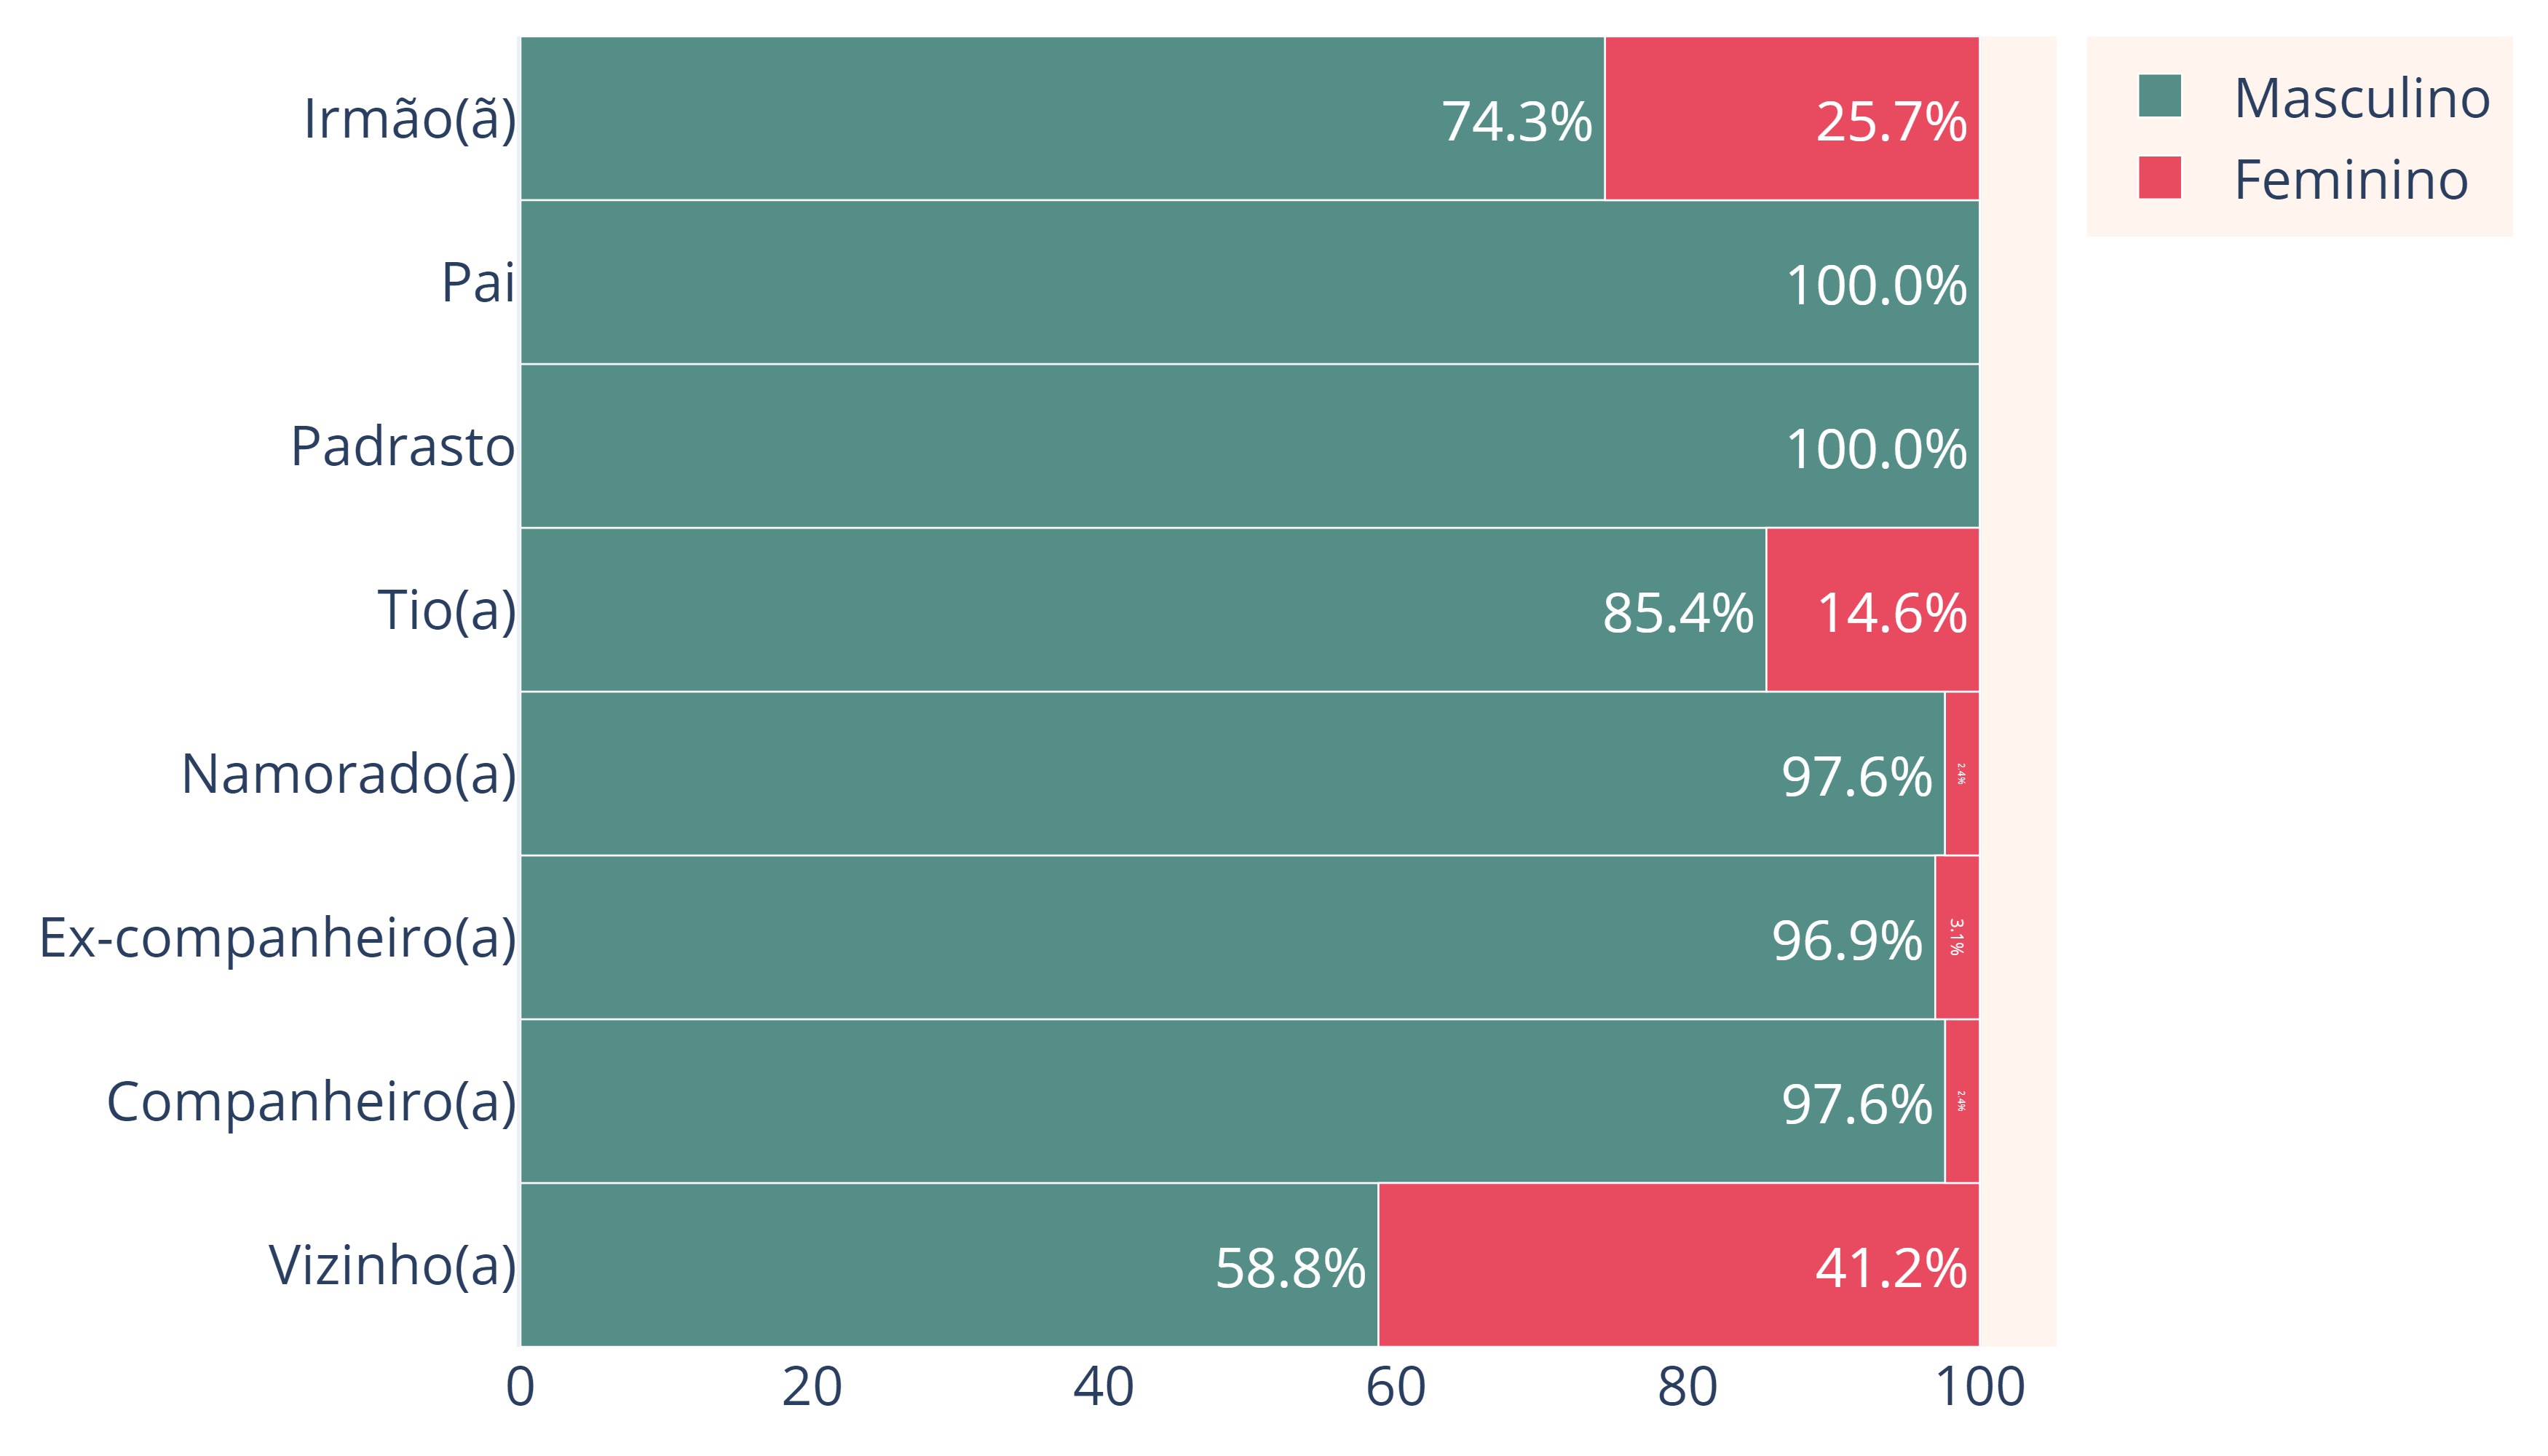 Irmão(ã) 74.3% 25.7%
Pai 100.0%
Padrasto 100.0%
Tio(a) 85.4% 14.6%
Namorado(a) 97.6% 2.4%
Ex-companheiro(a) 96.9% 3.1%
Companheiro(a) 97.6% 2.4%
Vizinho(a) 58.8% 41.2%
0 20 40 60 80 100
Masculino
Feminino